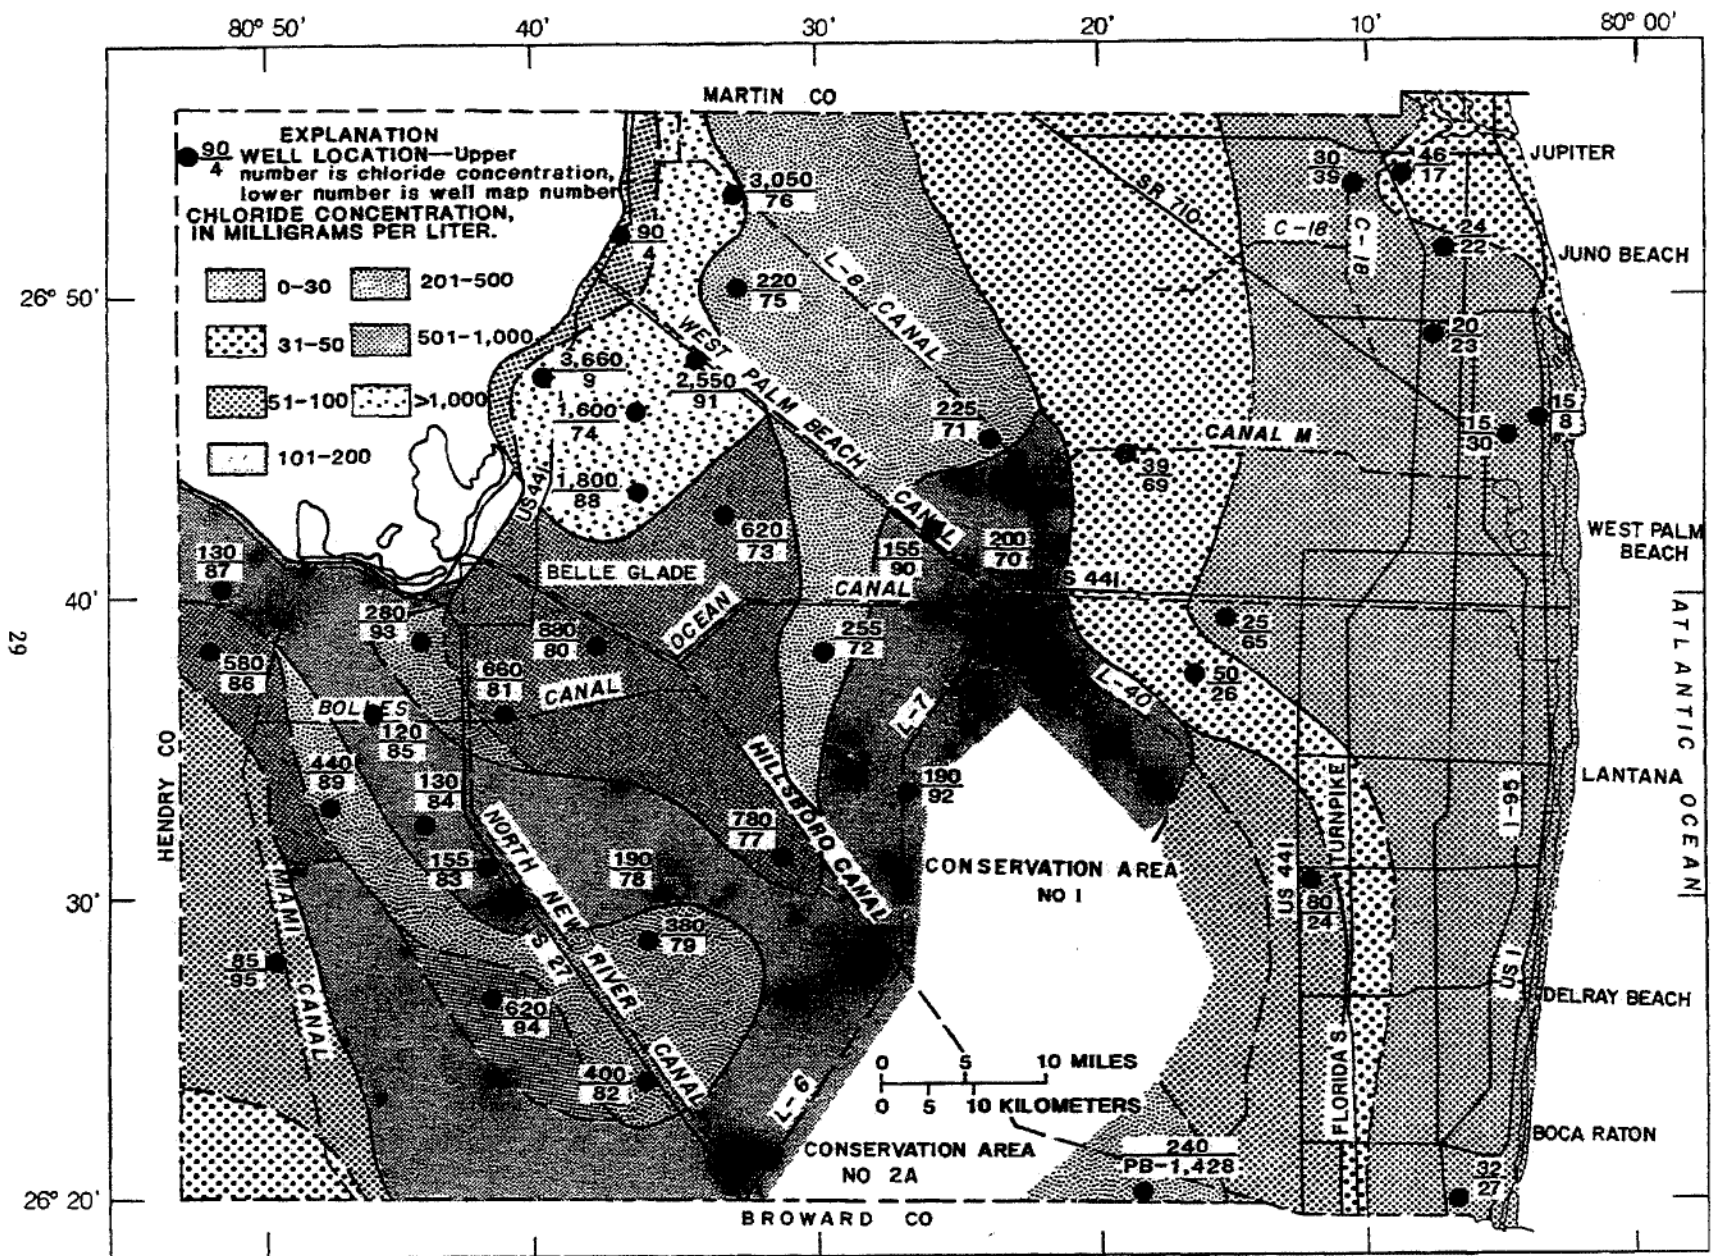 80° 50'
40'
30'
20'
10'
80° 00'
MARTIN CO
EXPLANATION
90
4
WELL LOCATION—Upper
number is chloride concentration,
lower number is well map number
CHLORIDE CONCENTRATION,
IN MILLIGRAMS PER LITER.
0-30
201-500
31-50
501-1,000
51-100
>1,000
101-200
26° 50'
40'
30'
26° 20'
29
HENDRY CO
BROWARD CO
ATLANTIC OCEAN
JUPITER
JUNO BEACH
WEST PALM
BEACH
LANTANA
DELRAY BEACH
BOCA RATON
3,050
76
90
4
220
75
3,660
9
2,550
91
1,600
74
1,800
88
225
71
620
73
155
90
200
70
39
69
30
39
46
17
24
22
20
23
15
8
15
30
130
87
280
93
880
80
255
72
25
65
50
26
580
86
660
81
120
85
440
89
130
84
190
92
780
77
155
83
190
78
380
79
80
24
85
95
620
94
400
82
240
PB-1,428
32
27
SR 710
C-18
C-18
L-8 CANAL
WEST PALM BEACH CANAL
CANAL M
US 441
BELLE GLADE
OCEAN CANAL
S 441
BOLLES CANAL
L-7
L-40
HILLSBORO CANAL
NORTH NEW RIVER CANAL
S 27
MIAMI CANAL
L-6
US 441
FLORIDA'S TURNPIKE
I-95
US 1
CONSERVATION AREA
NO 1
0 5 10 MILES
0 5 10 KILOMETERS
CONSERVATION AREA
NO 2A